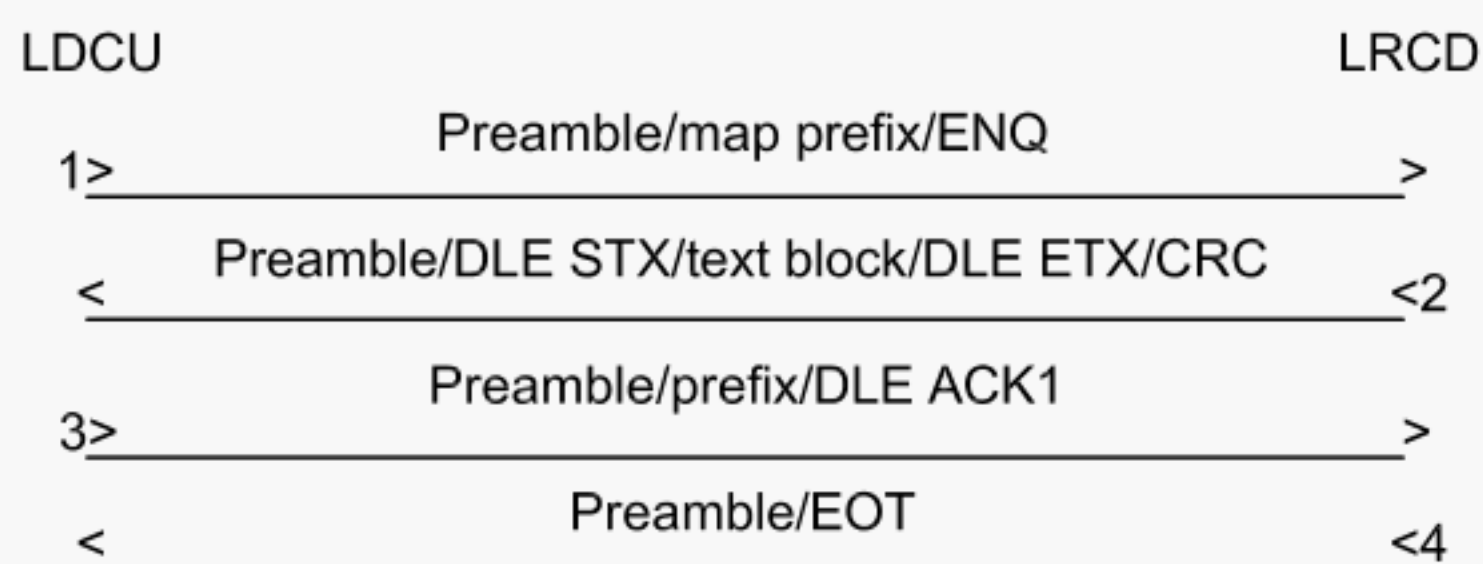 LDCU LRCD
Preamble/map prefix/ENQ
1> >
Preamble/DLE STX/text block/DLE ETX/CRC
< <2
Preamble/prefix/DLE ACK1
3> >
Preamble/EOT
< <4